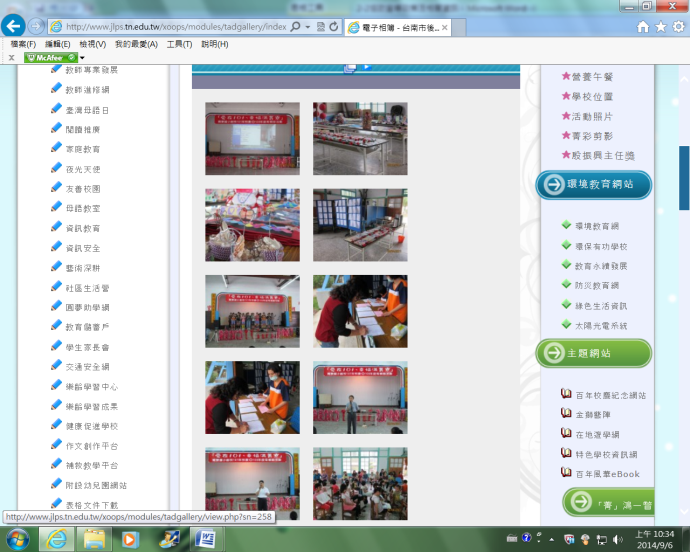 http://www.jlps.tn.edu.tw/xoops/modules/tadgallery/index
電子相簿 - 台南市後...
檔案(F) 編輯(E) 檢視(V) 我的最愛(A) 工具(T) 說明(H)
x McAfee
教師專業發展
教師進修網
臺灣母語日
閱讀推廣
家庭教育
夜光天使
友善校園
母語教室
資訊教育
資訊安全
藝術深耕
社區生活營
圓夢助學網
教育儲蓄戶
學生家長會
交通安全網
樂齡學習中心
樂齡學習成果
健康促進學校
作文創作平台
補救教學平台
附設幼兒園網站
表格文件下載
營養午餐
學校位置
活動照片
菁彩剪影
殷振興主任獎
環境教育網站
環境教育網
環保有功學校
教育永續發展
防災教育網
綠色生活資訊
太陽光電系統
主題網站
百年校慶紀念網站
金獅藝陣
在地遊學網
特色學校資訊網
百年風華eBook
「菁」鴻一瞥
http://www.jlps.tn.edu.tw/xoops/modules/tadgallery/view.php?sn=258
上午 10:34
2014/9/6